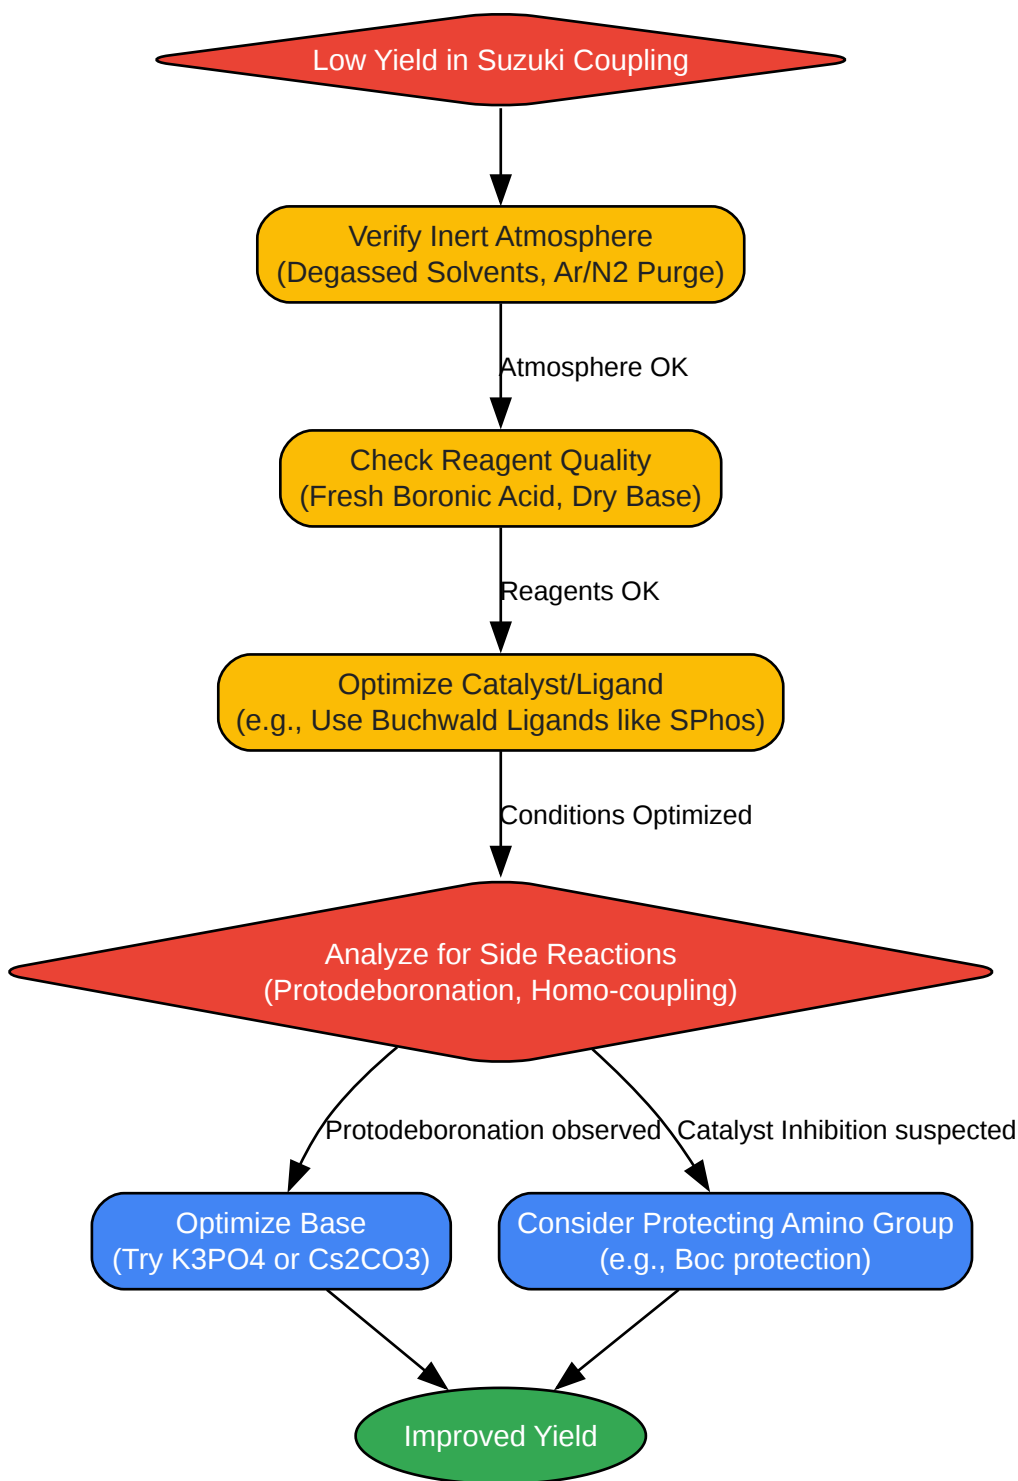 Low Yield in Suzuki Coupling
Verify Inert Atmosphere
(Degassed Solvents, Ar/N2 Purge)
Atmosphere OK
Check Reagent Quality
(Fresh Boronic Acid, Dry Base)
Reagents OK
Optimize Catalyst/Ligand
(e.g., Use Buchwald Ligands like SPhos)
Conditions Optimized
Analyze for Side Reactions
(Protodeboronation, Homo-coupling)
Protodeboronation observed
Catalyst Inhibition suspected
Optimize Base
(Try K3PO4 or Cs2CO3)
Consider Protecting Amino Group
(e.g., Boc protection)
Improved Yield